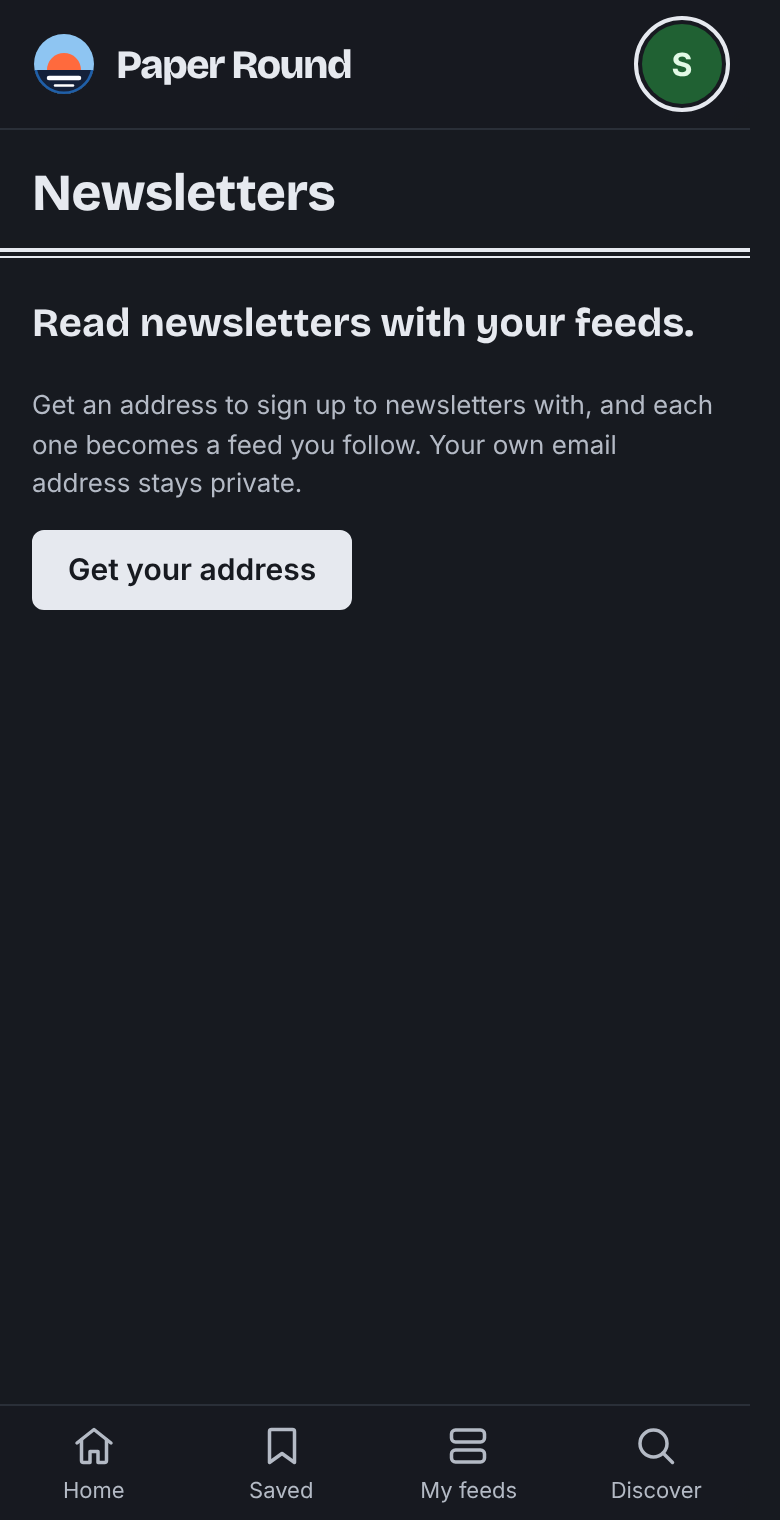 Paper Round
S
Newsletters
Read newsletters with your feeds.
Get an address to sign up to newsletters with, and each
one becomes a feed you follow. Your own email
address stays private.
Get your address
Home
Saved
My feeds
Discover